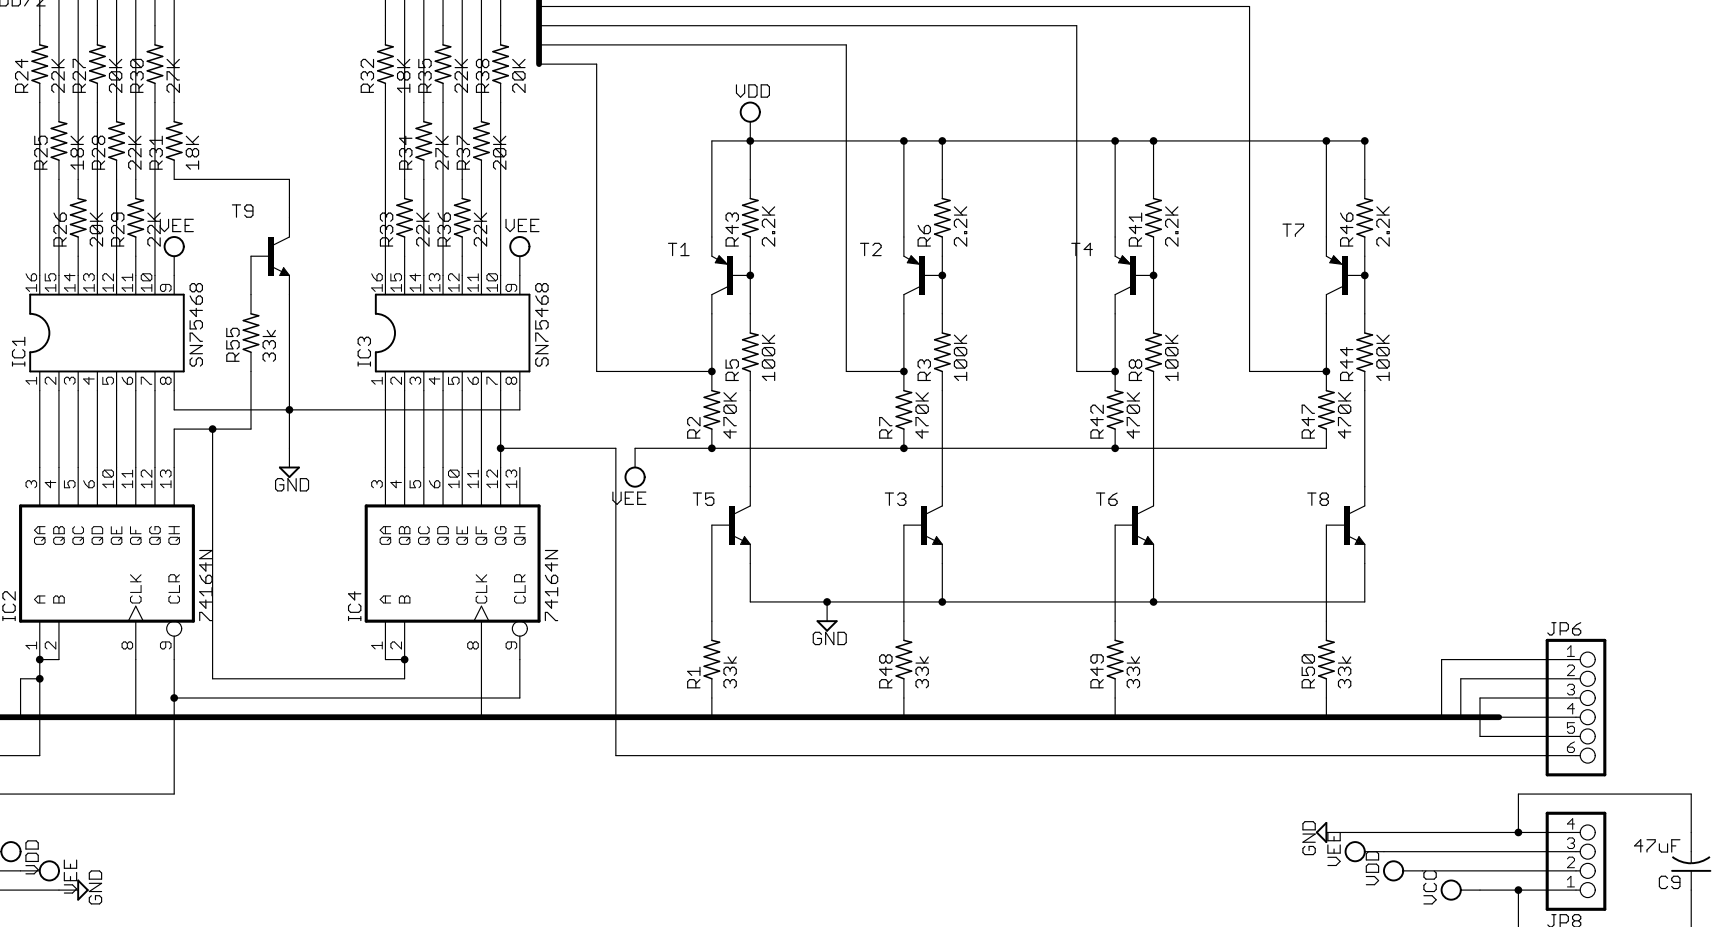 R24
22K
R27
20K
R30
27K
R25
18K
R28
22K
R31
18K
R26
20K
R29
22K
VEE
T9
16
15
14
13
12
11
10
9
IC1
SN75468
1
2
3
4
5
6
7
8
R55
33k
GND
3
4
5
6
10
11
12
13
QA
QB
QC
QD
QE
QF
QG
QH
A
B
CLK
CLR
IC2
74164N
1
2
8
9
R32
18K
R35
22K
R38
20K
R34
27K
R37
20K
R33
22K
R36
22K
VEE
16
15
14
13
12
11
10
9
IC3
SN75468
1
2
3
4
5
6
7
8
3
4
5
6
10
11
12
13
QA
QB
QC
QD
QE
QF
QG
QH
A
B
CLK
CLR
IC4
74164N
1
2
8
9
VDD
T1
R43
2.2K
T2
R6
2.2K
T4
R41
2.2K
T7
R46
2.2K
R5
100K
R3
100K
R8
100K
R44
100K
R2
470K
R7
470K
R42
470K
R47
470K
VEE
T5
T3
T6
T8
GND
R1
33k
R48
33k
R49
33k
R50
33k
JP6
1
2
3
4
5
6
VDD
VEE
GND
GND
VEE
VDD
VCC
4
3
2
1
JP8
47uF
C9